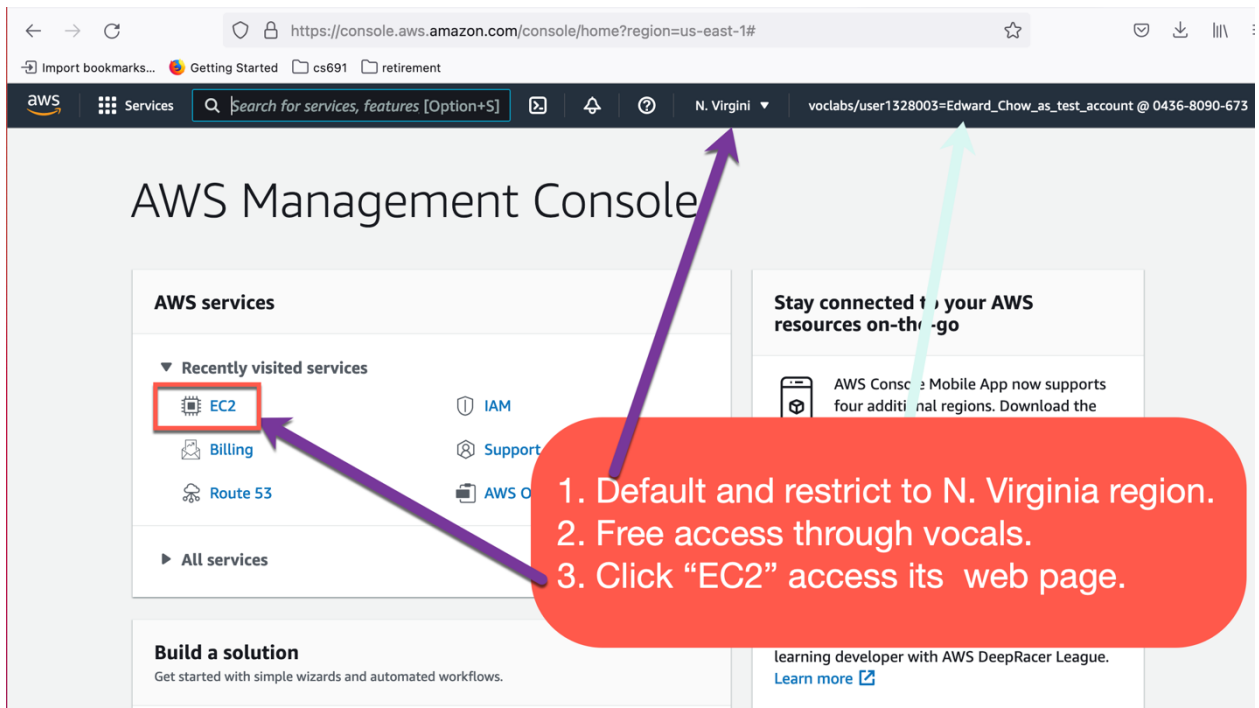 https://console.aws.amazon.com/console/home?region=us-east-1#
Import bookmarks... Getting Started cs691 retirement
aws Services Search for services, features [Option+S] N. Virgini voclabs/user1328003=Edward_Chow_as_test_account @ 0436-8090-673
AWS Management Console
AWS services
Recently visited services
EC2
IAM
Billing
Support
Route 53
AWS O
All services
Stay connected to your AWS
resources on-the-go
AWS Console Mobile App now supports
four additional regions. Download the
1. Default and restrict to N. Virginia region.
2. Free access through vocals.
3. Click “EC2” access its web page.
Build a solution
Get started with simple wizards and automated workflows.
learning developer with AWS DeepRacer League.
Learn more